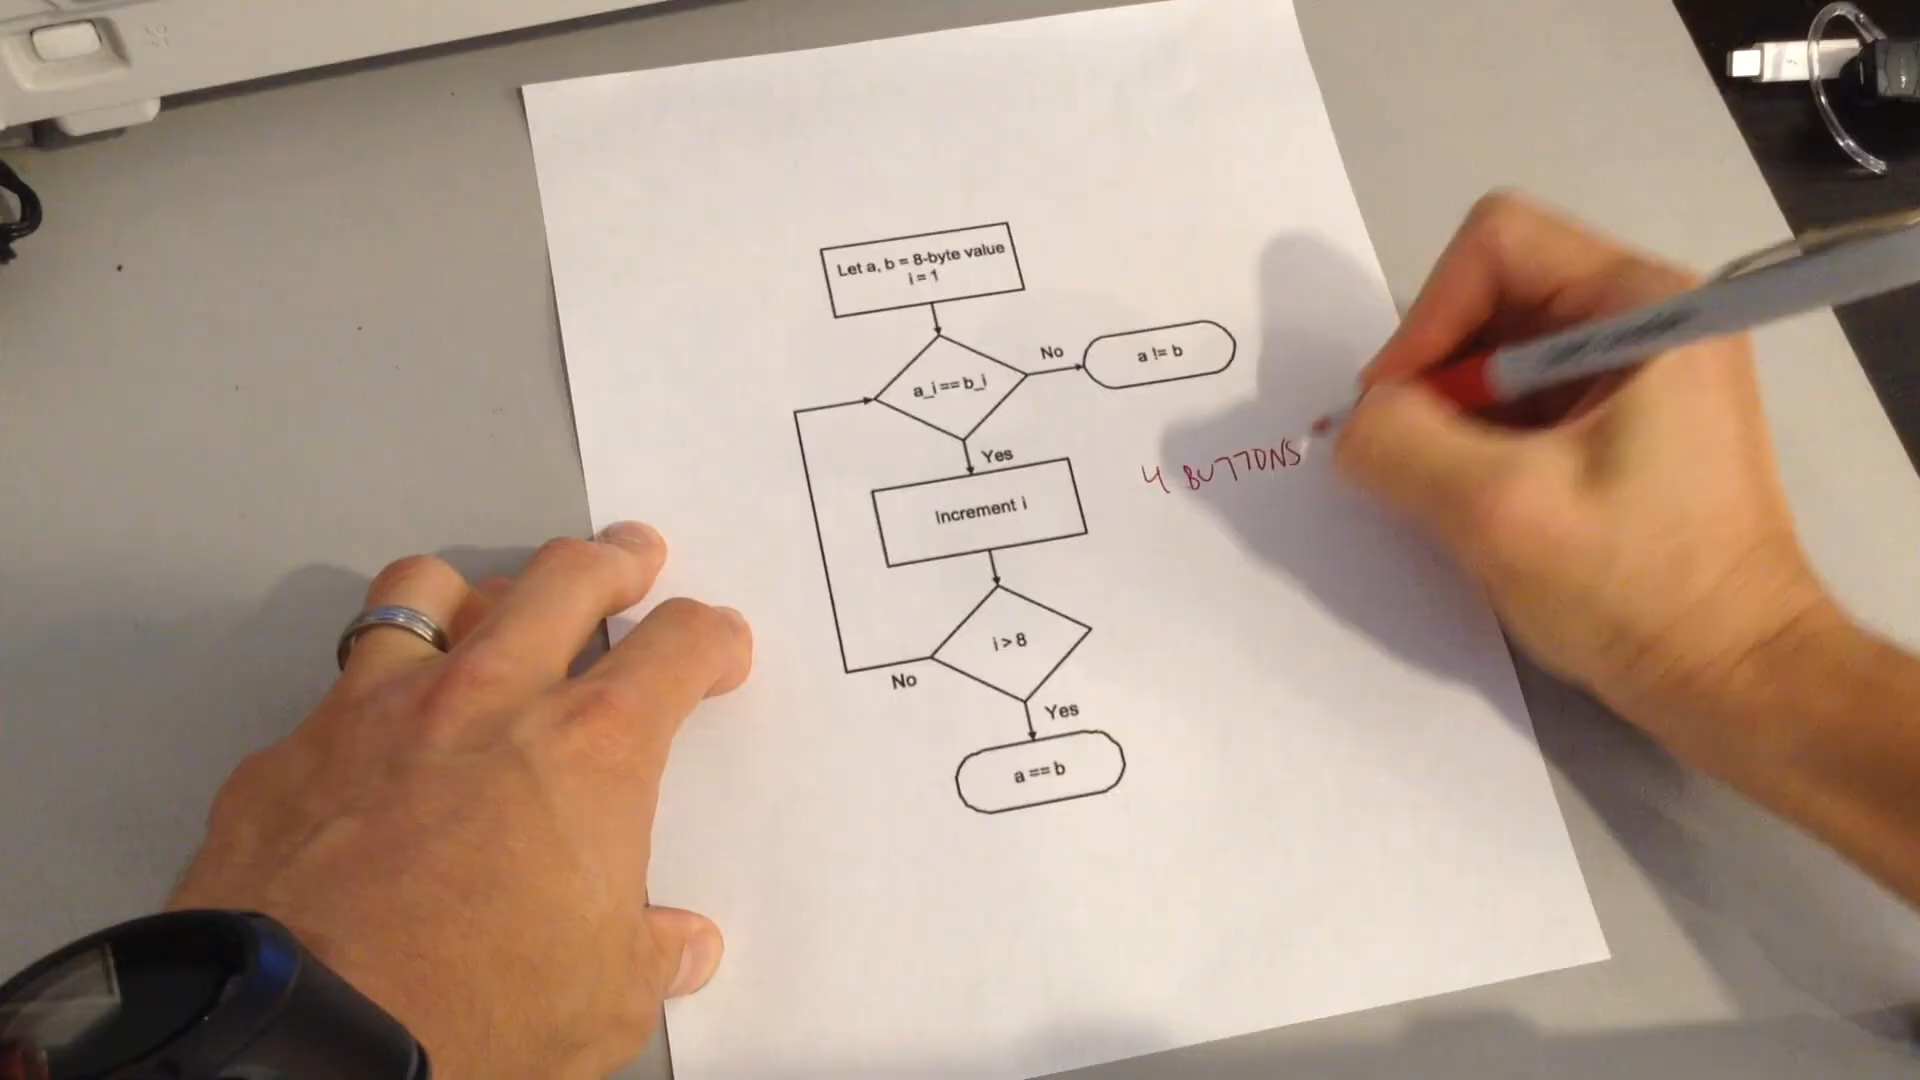 Let a, b = 8-byte value
i = 1
a_i==b_i
No
a != b
Yes
4 BUTTONS
Increment i
i > 8
No
Yes
a == b